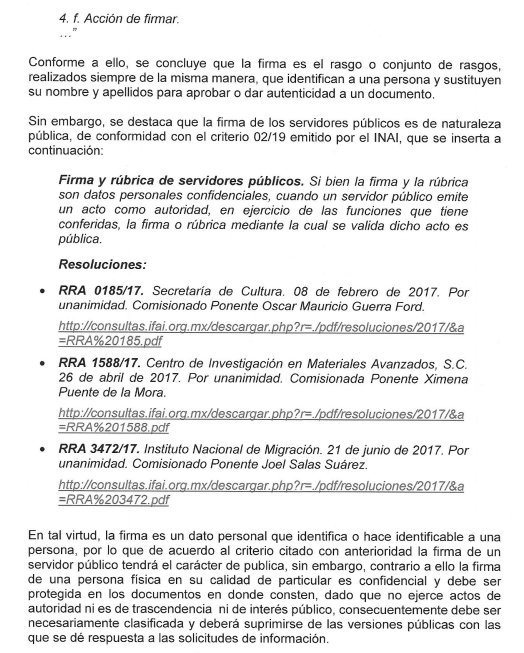 4. f. Acción de firmar.
…"
Conforme a ello, se concluye que la firma es el rasgo o conjunto de rasgos,
realizados siempre de la misma manera, que identifican a una persona y sustituyen
su nombre y apellidos para aprobar o dar autenticidad a un documento.
Sin embargo, se destaca que la firma de los servidores públicos es de naturaleza
pública, de conformidad con el criterio 02/19 emitido por el INAI, que se inserta a
continuación:
Firma y rúbrica de servidores públicos. Si bien la firma y la rúbrica
son datos personales confidenciales, cuando un servidor público emite
un acto como autoridad, en ejercicio de las funciones que tiene
conferidas, la firma o rúbrica mediante la cual se valida dicho acto es
pública.
Resoluciones:
• RRA 0185/17. Secretaría de Cultura. 08 de febrero de 2017. Por
unanimidad. Comisionado Ponente Oscar Mauricio Guerra Ford.
http://consultas.ifai.org.mx/descargar.php?r=./pdf/resoluciones/2017/&a
=RRA%20185.pdf
• RRA 1588/17. Centro de Investigación en Materiales Avanzados, S.C.
26 de abril de 2017. Por unanimidad. Comisionada Ponente Ximena
Puente de la Mora.
http://consultas.ifai.org.mx/descargar.php?r=./pdf/resoluciones/2017/&a
=RRA%201588.pdf
• RRA 3472/17. Instituto Nacional de Migración. 21 de junio de 2017. Por
unanimidad. Comisionado Ponente Joel Salas Suárez.
http://consultas.ifai.org.mx/descargar.php?r=./pdf/resoluciones/2017/&a
=RRA%203472.pdf
En tal virtud, la firma es un dato personal que identifica o hace identificable a una
persona, por lo que de acuerdo al criterio citado con anterioridad la firma de un
servidor público tendrá el carácter de publica, sin embargo, contrario a ello la firma
de una persona física en su calidad de particular es confidencial y debe ser
protegida en los documentos en donde consten, dado que no ejerce actos de
autoridad ni es de trascendencia ni de interés público, consecuentemente debe ser
necesariamente clasificada y deberá suprimirse de las versiones públicas con las
que se dé respuesta a las solicitudes de información.